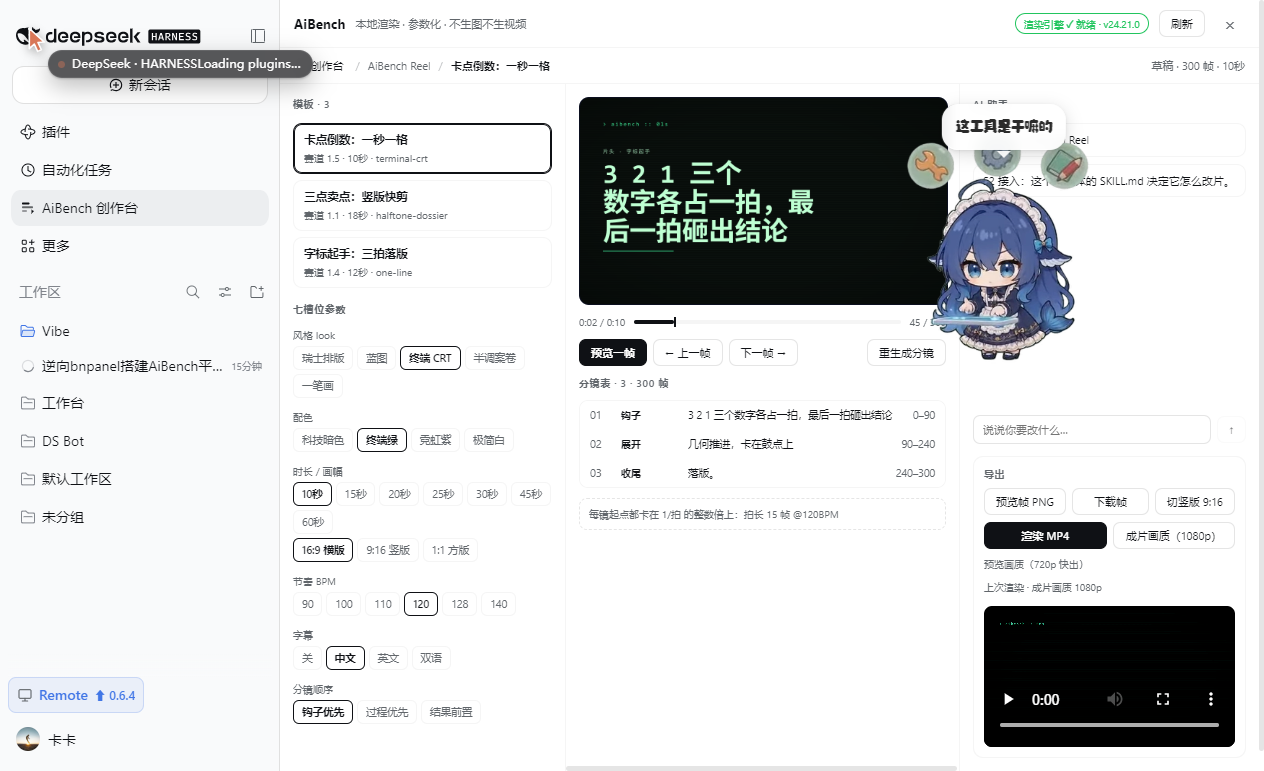 deepseek HARNESS
DeepSeek · HARNESSLoading plugins...
新会话
插件
自动化任务
AiBench 创作台
更多
工作区
Vibe
逆向bnpanel搭建AiBench平... 15分钟
工作台
DS Bot
默认工作区
未分组
Remote 0.6.4
卡卡
AiBench 本地渲染 · 参数化 · 不生图不生视频
渲染引擎 ✓ 就绪 · v24.21.0
刷新
创作台 / AiBench Reel / 卡点倒数：一秒一格
草稿 · 300 帧 · 10秒
模板 · 3
卡点倒数：一秒一格
赛道 1.5 · 10秒 · terminal-crt
三点卖点：竖版快剪
赛道 1.1 · 18秒 · halftone-dossier
字标起手：三拍落版
赛道 1.4 · 12秒 · one-line
七槽位参数
风格 look
瑞士排版 蓝图 终端 CRT 半调案卷
一笔画
配色
科技暗色 终端绿 霓虹紫 极简白
时长 / 画幅
10秒 15秒 20秒 25秒 30秒 45秒
60秒
16:9 横版 9:16 竖版 1:1 方版
节奏 BPM
90 100 110 120 128 140
字幕
关 中文 英文 双语
分镜顺序
钩子优先 过程优先 结果前置
> aibench :: 01s
片头 · 字标起手
3 2 1 三个
数字各占一拍，最
后一拍砸出结论
0:02 / 0:10
45 /
预览一帧 ← 上一帧 下一帧 → 重生成分镜
分镜表 · 3 · 300 帧
01 钩子 3 2 1 三个数字各占一拍，最后一拍砸出结论 0–90
02 展开 几何推进，卡在鼓点上 90–240
03 收尾 落版。 240–300
每镜起点都卡在 1/拍 的整数倍上：拍长 15 帧 @120BPM
这工具是干嘛的
Reel
接入：这个 的 SKILL.md 决定它怎么改片。
说说你要改什么... ↑
导出
预览帧 PNG 下载帧 切竖版 9:16
渲染 MP4 成片画质（1080p）
预览画质（720p 快出）
上次渲染 · 成片画质 1080p
0:00